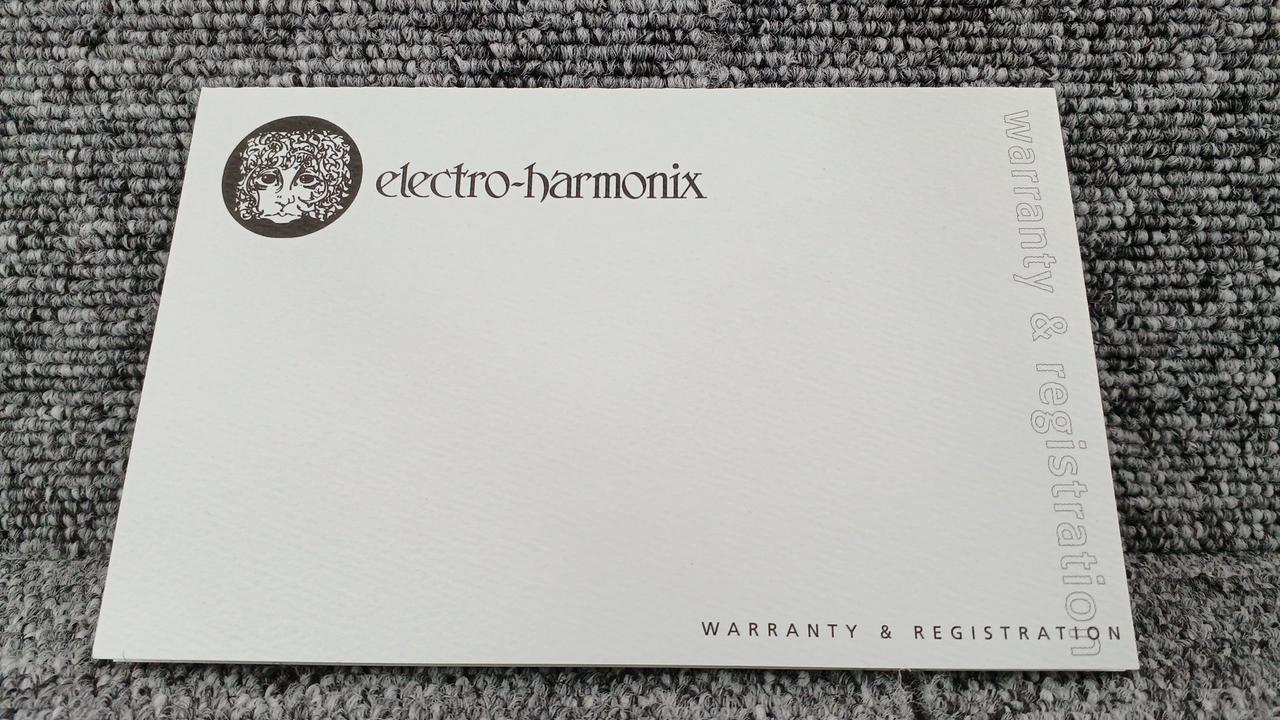 electro-harmonix
warranty & registration
WARRANTY & REGISTRATION